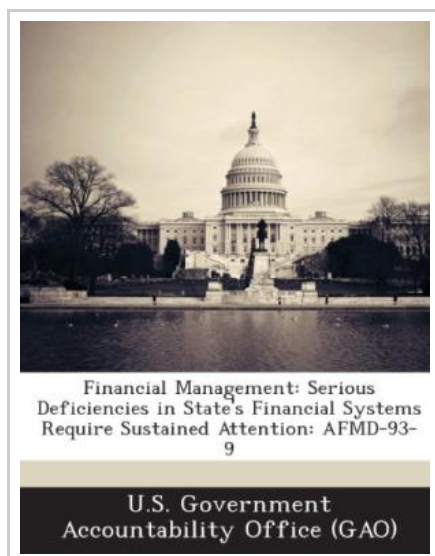 Financial Management: Serious
Deficiencies in State's Financial Systems
Require Sustained Attention: AFMD-93-
9
U.S. Government
Accountability Office (GAO)